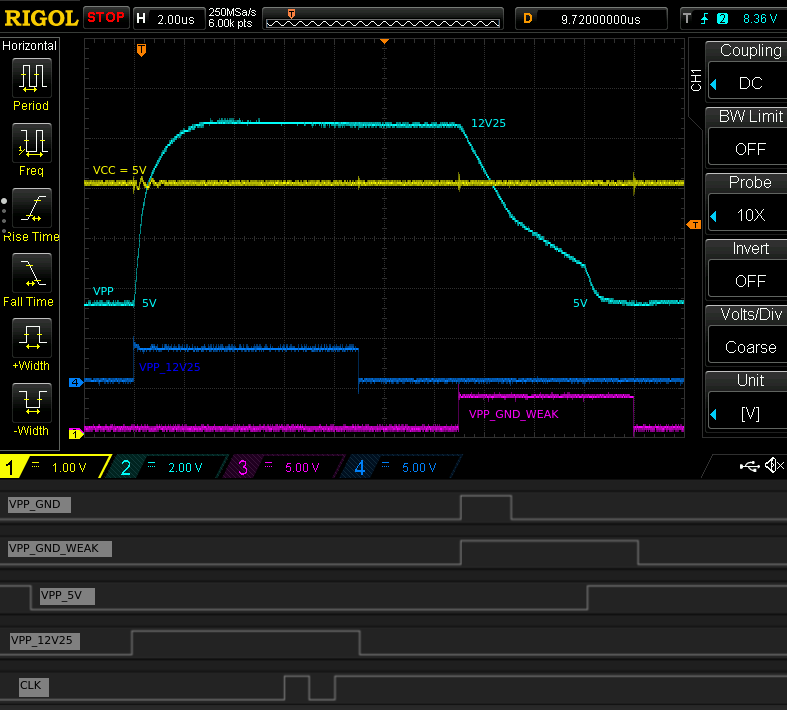 RIGOL STOP H 2.00us 250MSa/s 6.00k pts T D 9.72000000us T 2 8.36 V
Horizontal
Period
Freq
Rise Time
Fall Time
+Width
-Width
T
VCC = 5V
12V25
VPP
5V
5V
VPP_12V25
VPP_GND_WEAK
4
1
T
CH1
Coupling
DC
BW Limit
OFF
Probe
10X
Invert
OFF
Volts/Div
Coarse
Unit
[V]
1 = 1.00 V 2 = 2.00 V 3 = 5.00 V 4 = 5.00 V
VPP_GND
VPP_GND_WEAK
VPP_5V
VPP_12V25
CLK